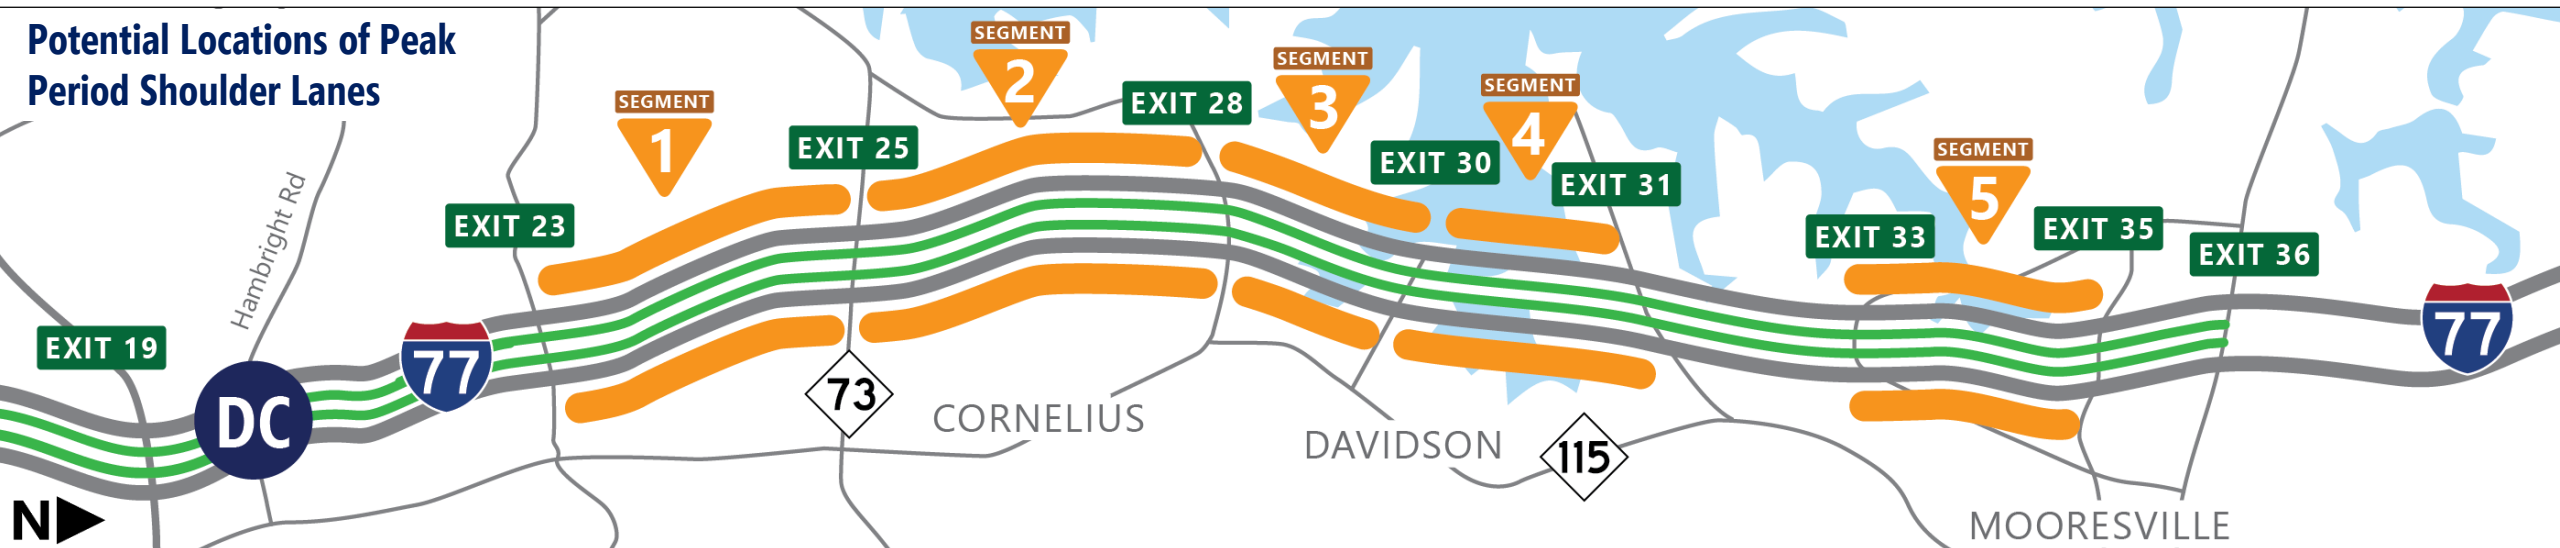 Potential Locations of Peak
Period Shoulder Lanes
SEGMENT
1
SEGMENT
2
SEGMENT
3
SEGMENT
4
SEGMENT
5
EXIT 19
EXIT 23
EXIT 25
EXIT 28
EXIT 30
EXIT 31
EXIT 33
EXIT 35
EXIT 36
Hambright Rd
DC
77
77
73
115
CORNELIUS
DAVIDSON
MOORESVILLE
N